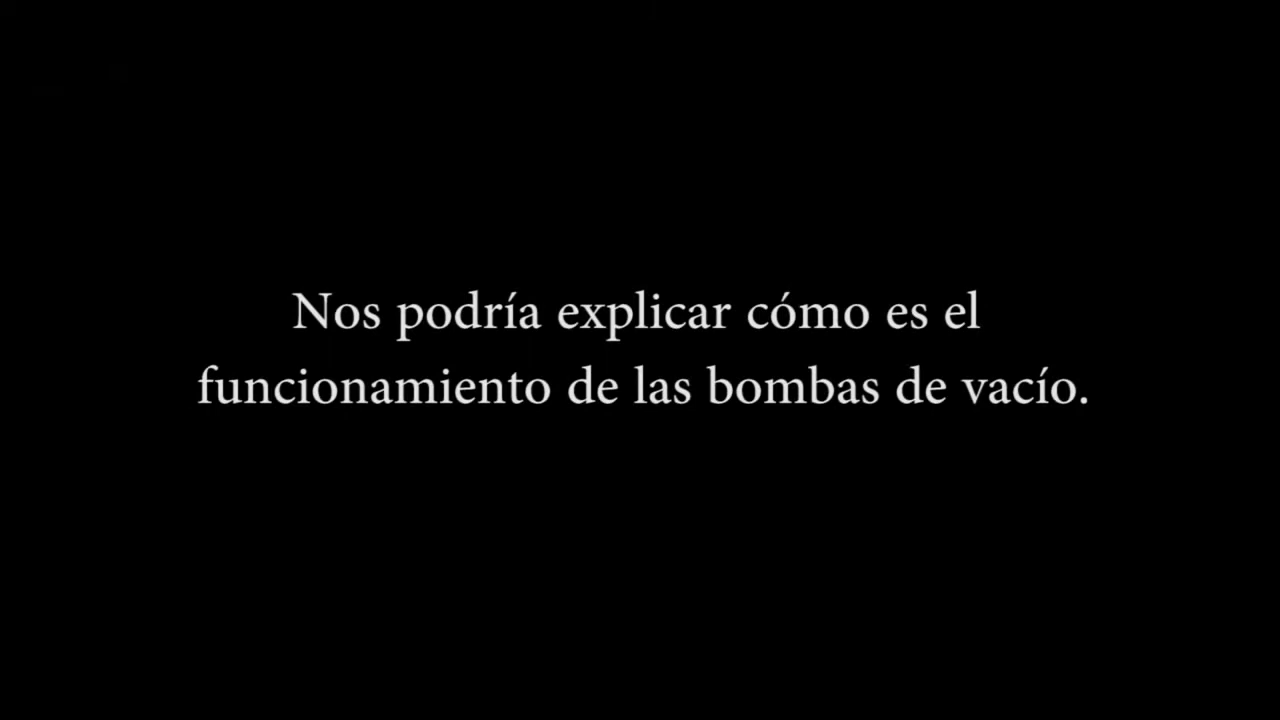 Nos podría explicar cómo es el
funcionamiento de las bombas de vacío.